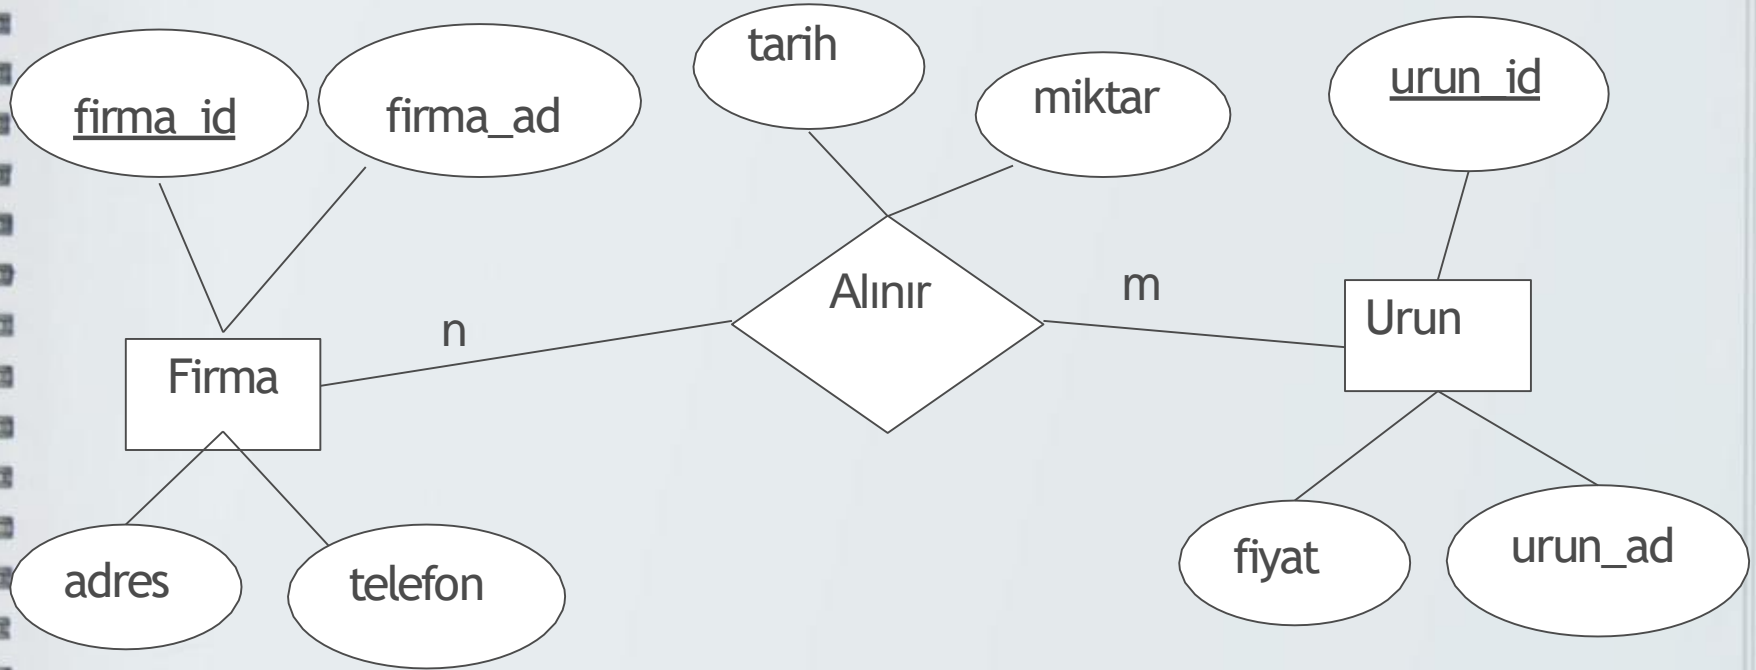 tarih
firma_id
firma_ad
miktar
urun_id
Alınır
m
n
Urun
Firma
adres
telefon
fiyat
urun_ad